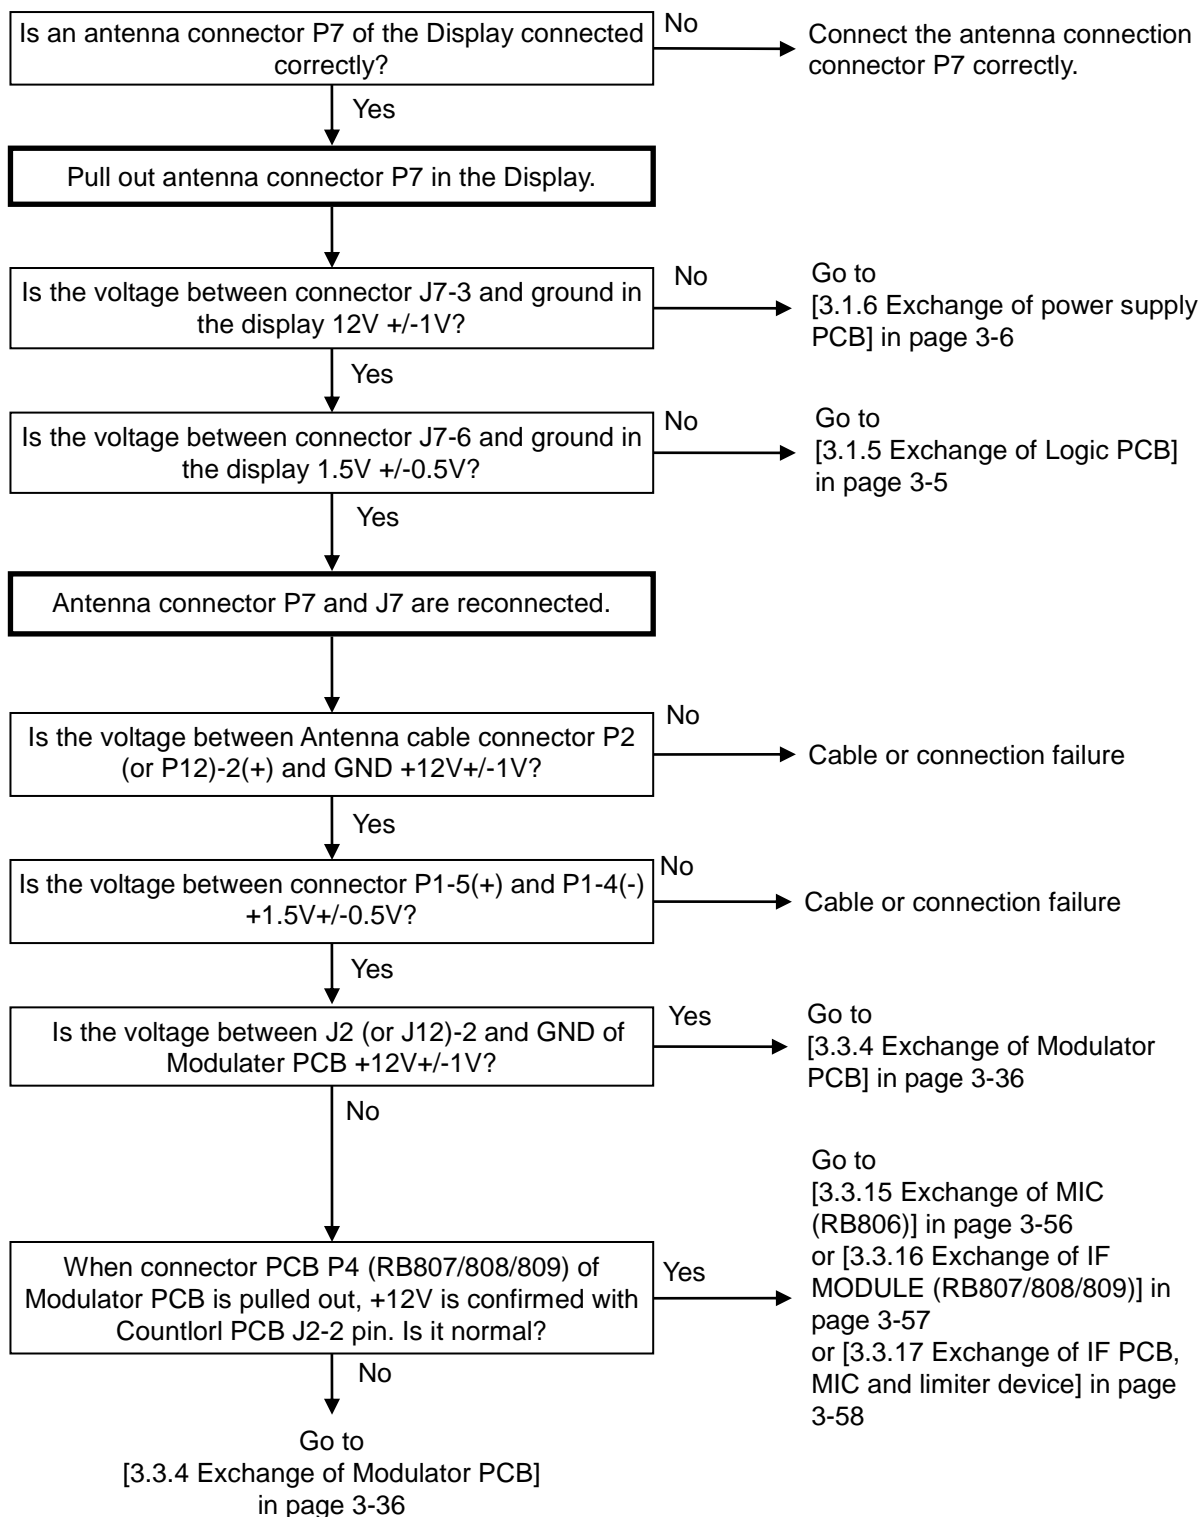 Is an antenna connector P7 of the Display connected
correctly?
No
Connect the antenna connection
connector P7 correctly.
Yes
Pull out antenna connector P7 in the Display.
Is the voltage between connector J7-3 and ground in
the display 12V +/-1V?
No
Go to
[3.1.6 Exchange of power supply
PCB] in page 3-6
Yes
Is the voltage between connector J7-6 and ground in
the display 1.5V +/-0.5V?
No
Go to
[3.1.5 Exchange of Logic PCB]
in page 3-5
Yes
Antenna connector P7 and J7 are reconnected.
Is the voltage between Antenna cable connector P2
(or P12)-2(+) and GND +12V+/-1V?
No
Cable or connection failure
Yes
Is the voltage between connector P1-5(+) and P1-4(-)
+1.5V+/-0.5V?
No
Cable or connection failure
Yes
Is the voltage between J2 (or J12)-2 and GND of
Modulater PCB +12V+/-1V?
Yes
Go to
[3.3.4 Exchange of Modulator
PCB] in page 3-36
No
When connector PCB P4 (RB807/808/809) of
Modulator PCB is pulled out, +12V is confirmed with
Countlorl PCB J2-2 pin. Is it normal?
Yes
Go to
[3.3.15 Exchange of MIC
(RB806)] in page 3-56
or [3.3.16 Exchange of IF
MODULE (RB807/808/809)] in
page 3-57
or [3.3.17 Exchange of IF PCB,
MIC and limiter device] in page
3-58
No
Go to
[3.3.4 Exchange of Modulator PCB]
in page 3-36